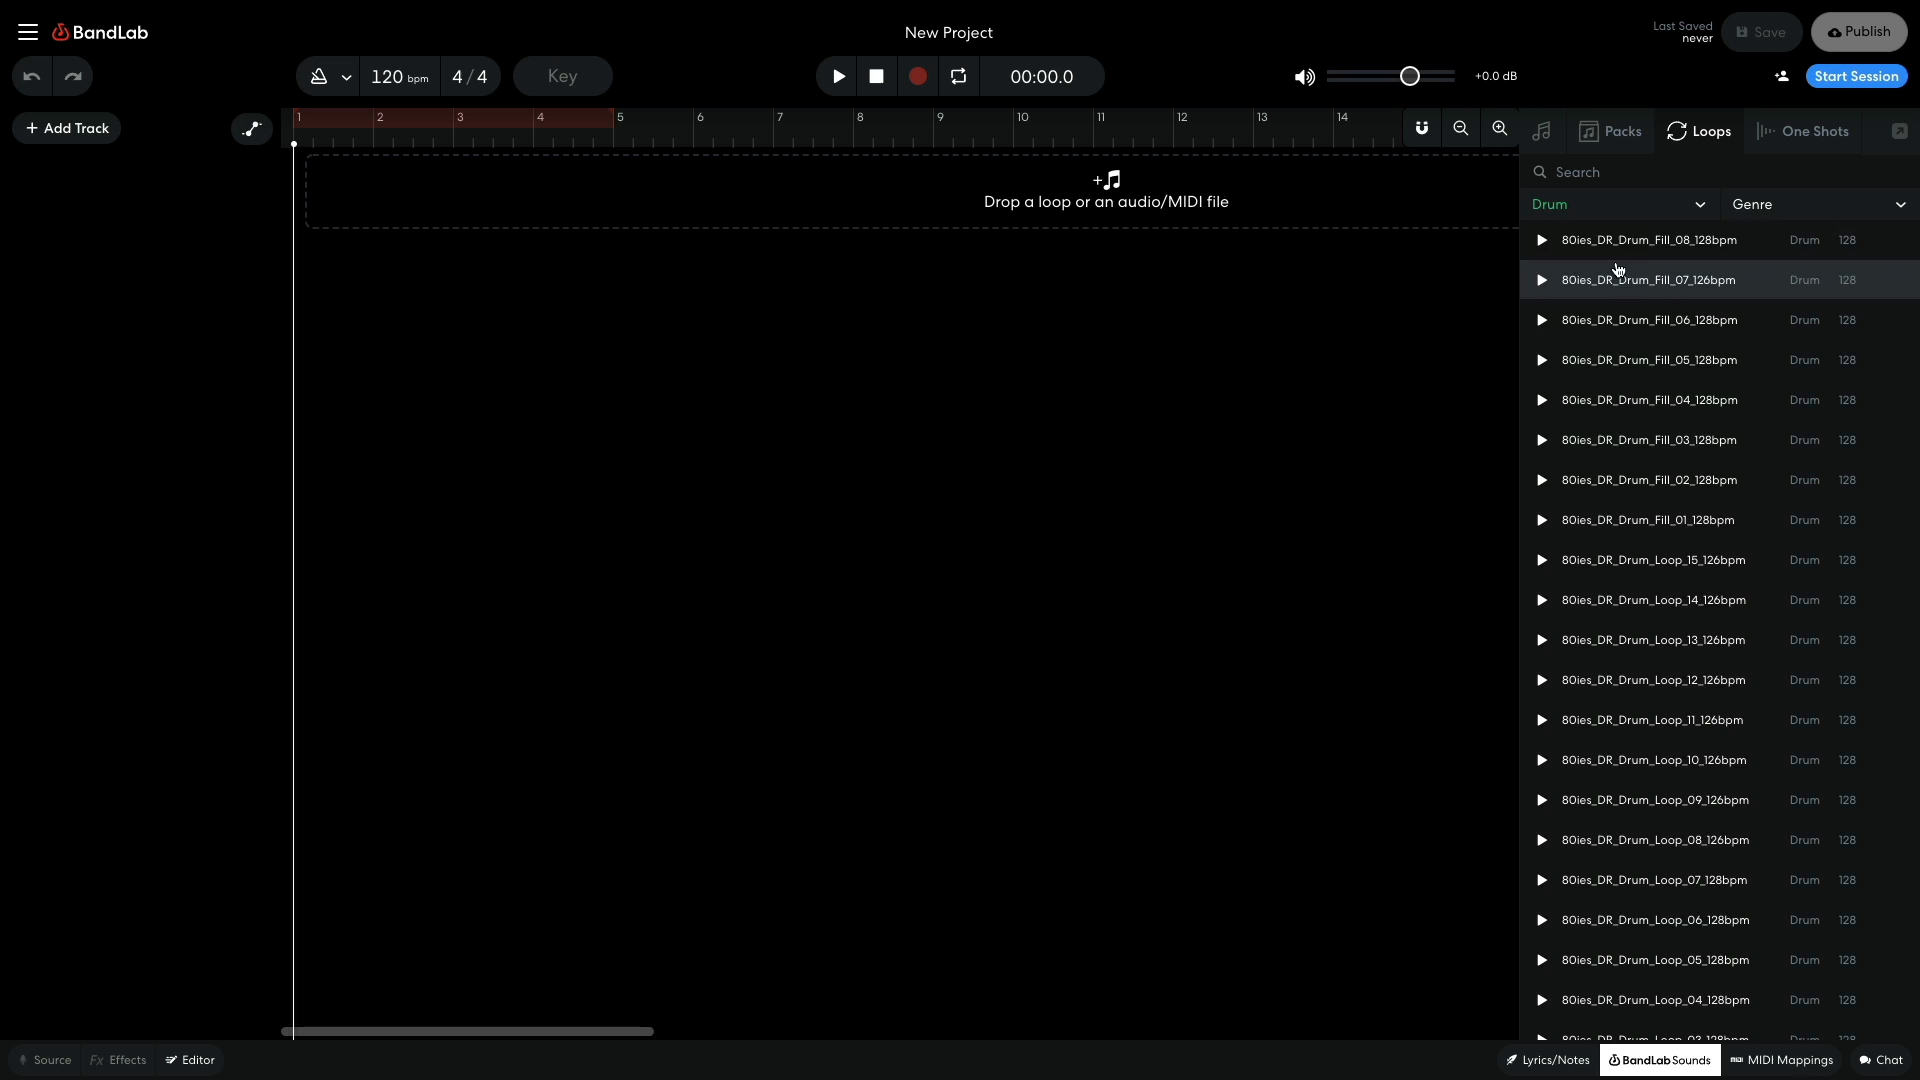 BandLab
New Project
Last Saved
never
Save
Publish
120 bpm
4 / 4
Key
00:00.0
+0.0 dB
Start Session
+ Add Track
1 2 3 4 5 6 7 8 9 10 11 12 13 14
Packs
Loops
One Shots
Search
Drum
Genre
Drop a loop or an audio/MIDI file
80ies_DR_Drum_Fill_08_128bpm Drum 128
80ies_DR_Drum_Fill_07_126bpm Drum 128
80ies_DR_Drum_Fill_06_128bpm Drum 128
80ies_DR_Drum_Fill_05_128bpm Drum 128
80ies_DR_Drum_Fill_04_128bpm Drum 128
80ies_DR_Drum_Fill_03_128bpm Drum 128
80ies_DR_Drum_Fill_02_128bpm Drum 128
80ies_DR_Drum_Fill_01_128bpm Drum 128
80ies_DR_Drum_Loop_15_126bpm Drum 128
80ies_DR_Drum_Loop_14_126bpm Drum 128
80ies_DR_Drum_Loop_13_126bpm Drum 128
80ies_DR_Drum_Loop_12_126bpm Drum 128
80ies_DR_Drum_Loop_11_126bpm Drum 128
80ies_DR_Drum_Loop_10_126bpm Drum 128
80ies_DR_Drum_Loop_09_126bpm Drum 128
80ies_DR_Drum_Loop_08_126bpm Drum 128
80ies_DR_Drum_Loop_07_128bpm Drum 128
80ies_DR_Drum_Loop_06_128bpm Drum 128
80ies_DR_Drum_Loop_05_128bpm Drum 128
80ies_DR_Drum_Loop_04_128bpm Drum 128
Source
Fx Effects
Editor
Lyrics/Notes
BandLab Sounds
MIDI Mappings
Chat